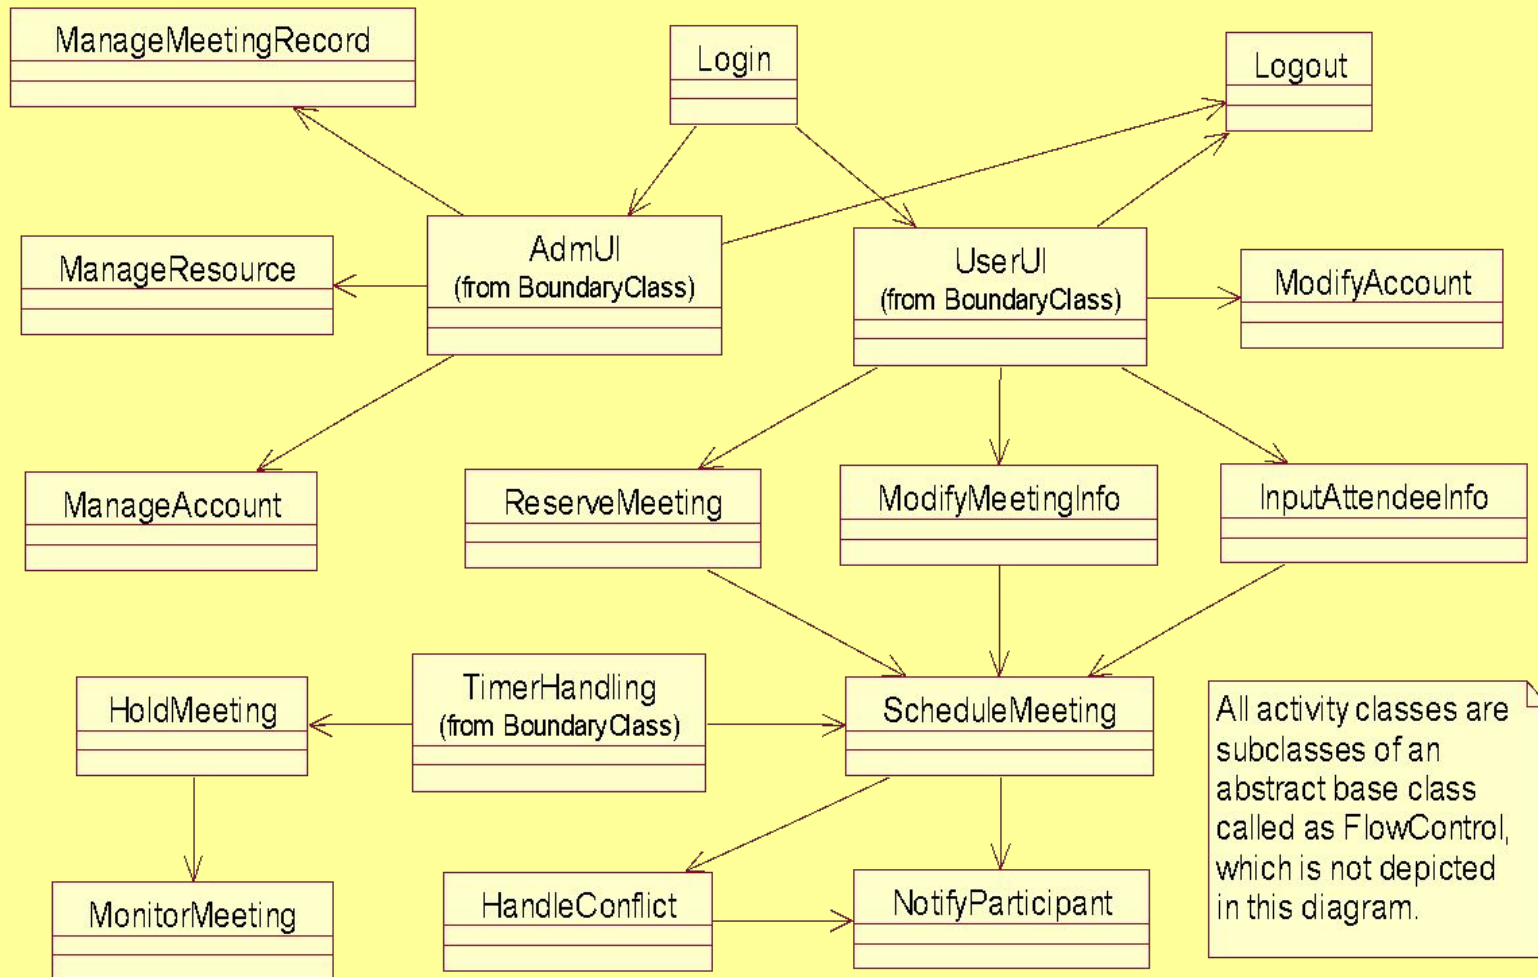 ManageMeetingRecord
Login
Logout
ManageResource
AdmUI
(from BoundaryClass)
UserUI
(from BoundaryClass)
ModifyAccount
ManageAccount
ReserveMeeting
ModifyMeetingInfo
InputAttendeeInfo
HoldMeeting
TimerHandling
(from BoundaryClass)
ScheduleMeeting
All activity classes are
subclasses of an
abstract base class
called as FlowControl,
which is not depicted
in this diagram.
MonitorMeeting
HandleConflict
NotifyParticipant